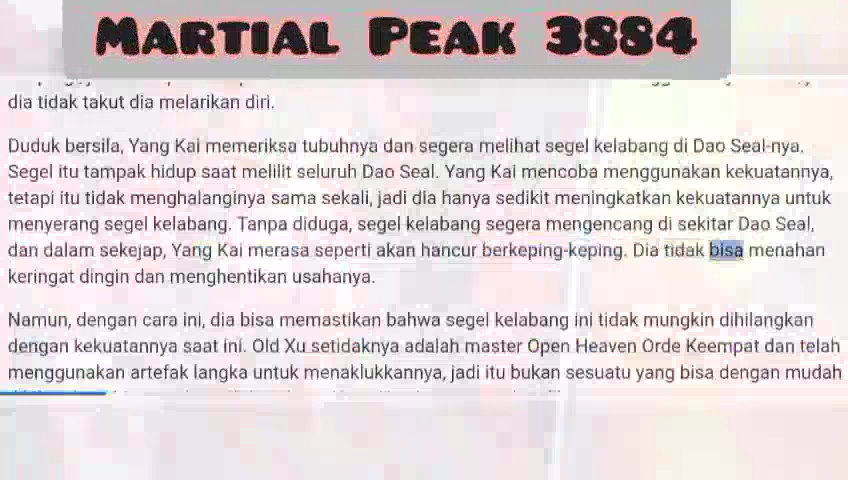 MARTIAL PEAK 3884
dia tidak takut dia melarikan diri.
Duduk bersila, Yang Kai memeriksa tubuhnya dan segera melihat segel kelabang di Dao Seal-nya.
Segel itu tampak hidup saat melilit seluruh Dao Seal. Yang Kai mencoba menggunakan kekuatannya,
tetapi itu tidak menghalanginya sama sekali, jadi dia hanya sedikit meningkatkan kekuatannya untuk
menyerang segel kelabang. Tanpa diduga, segel kelabang segera mengencang di sekitar Dao Seal,
dan dalam sekejap, Yang Kai merasa seperti akan hancur berkeping-keping. Dia tidak bisa menahan
keringat dingin dan menghentikan usahanya.
Namun, dengan cara ini, dia bisa memastikan bahwa segel kelabang ini tidak mungkin dihilangkan
dengan kekuatannya saat ini. Old Xu setidaknya adalah master Open Heaven Orde Keempat dan telah
menggunakan artefak langka untuk menaklukkannya, jadi itu bukan sesuatu yang bisa dengan mudah